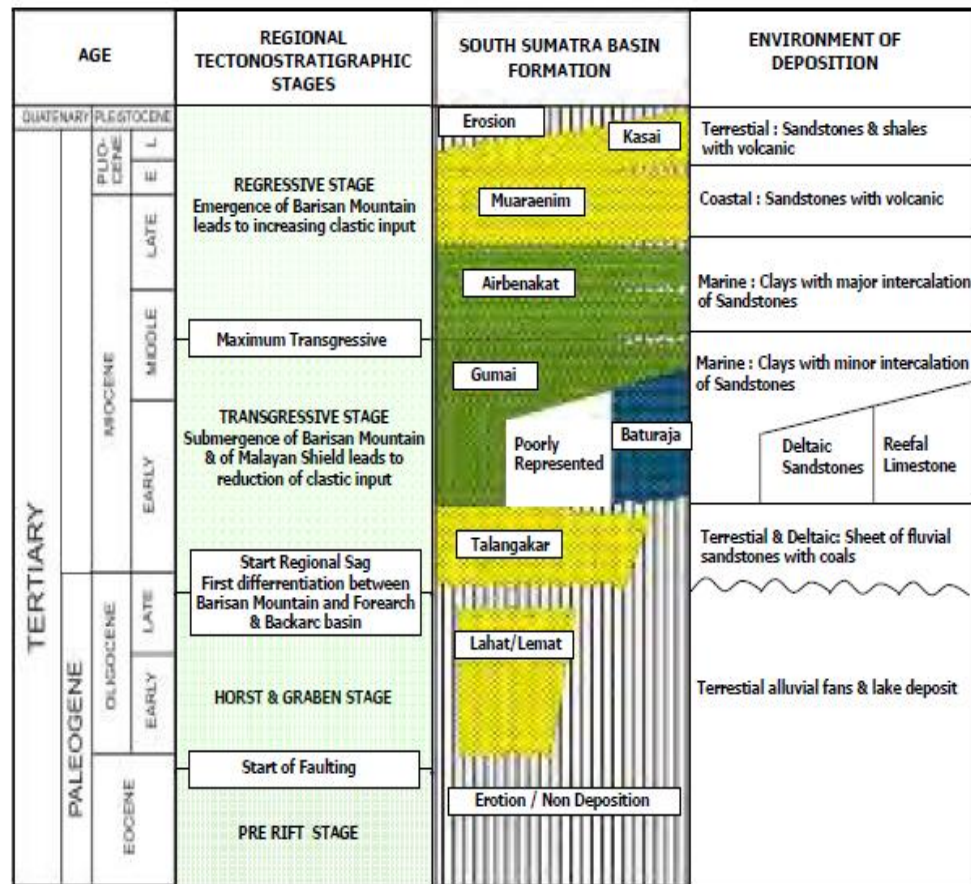 AGE
REGIONAL
TECTONOSTRATIGRAPHIC
STAGES
SOUTH SUMATRA BASIN
FORMATION
ENVIRONMENT OF
DEPOSITION
QUATERNARY
PLEISTOCENE
TERTIARY
PALEOGENE
PLIO-
CENE
L
E
MIOCENE
LATE
MIDDLE
EARLY
OLIGOCENE
LATE
EARLY
EOCENE
REGRESSIVE STAGE
Emergence of Barisan Mountain
leads to increasing clastic input
Maximum Transgressive
TRANSGRESSIVE STAGE
Submergence of Barisan Mountain
& of Malayan Shield leads to
reduction of clastic input
Start Regional Sag
First differrentiation between
Barisan Mountain and Forearch
& Backarc basin
HORST & GRABEN STAGE
Start of Faulting
PRE RIFT STAGE
Erosion
Kasai
Muaraenim
Airbenakat
Gumai
Poorly
Represented
Baturaja
Talangakar
Lahat/Lemat
Erotion / Non Deposition
Terrestial : Sandstones & shales
with volcanic
Coastal : Sandstones with volcanic
Marine : Clays with major intercalation
of Sandstones
Marine : Clays with minor intercalation
of Sandstones
Deltaic
Sandstones
Reefal
Limestone
Terrestial & Deltaic: Sheet of fluvial
sandstones with coals
Terrestial alluvial fans & lake deposit